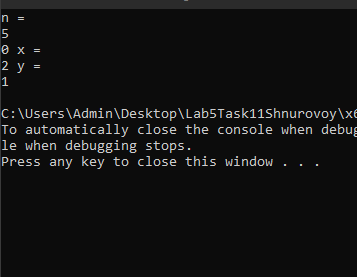 n =
5
0 x =
2 y =
1
C:\Users\Admin\Desktop\Lab5Task11Shnurovoy\x6
To automatically close the console when debug
le when debugging stops.
Press any key to close this window . . .